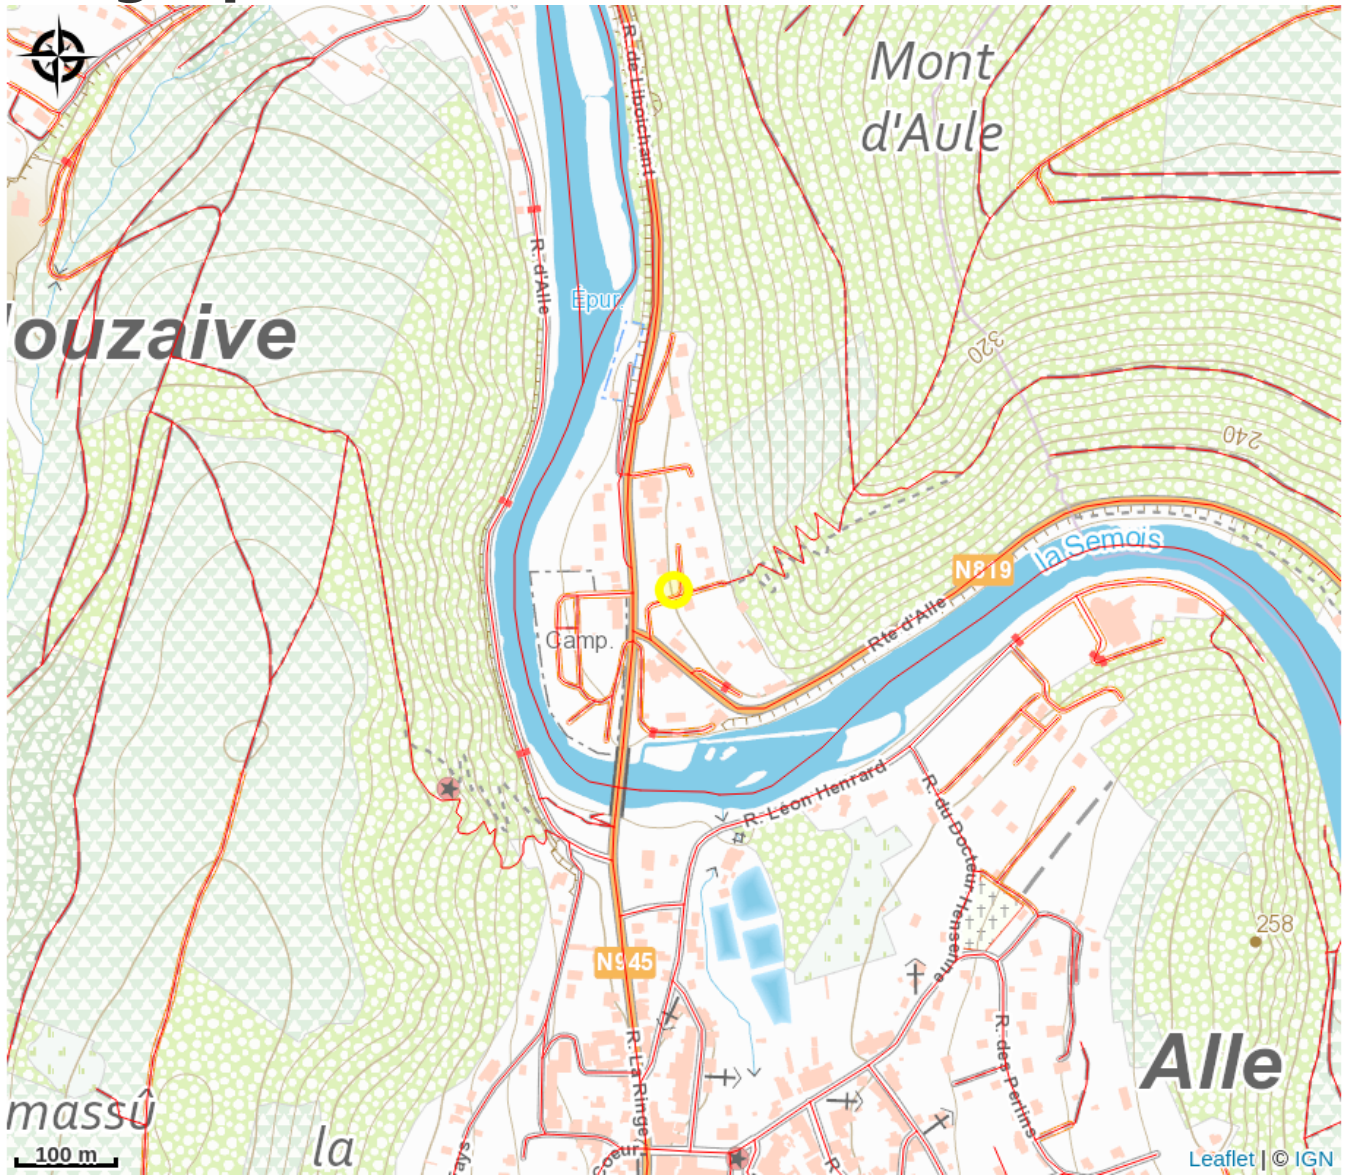 Mont
d'Aule
R. de Liboichant
R. d'Alle
Épur.
ouzaive
320
240
la Semois
N819
Rte d'Alle
Camp.
R. Léon Henrard
R. du Docteur Hensenne
258
N945
R. La Ringe
R. des Perlins
Alle
massû
la
100 m
Coeur
R.
Leaflet | © IGN